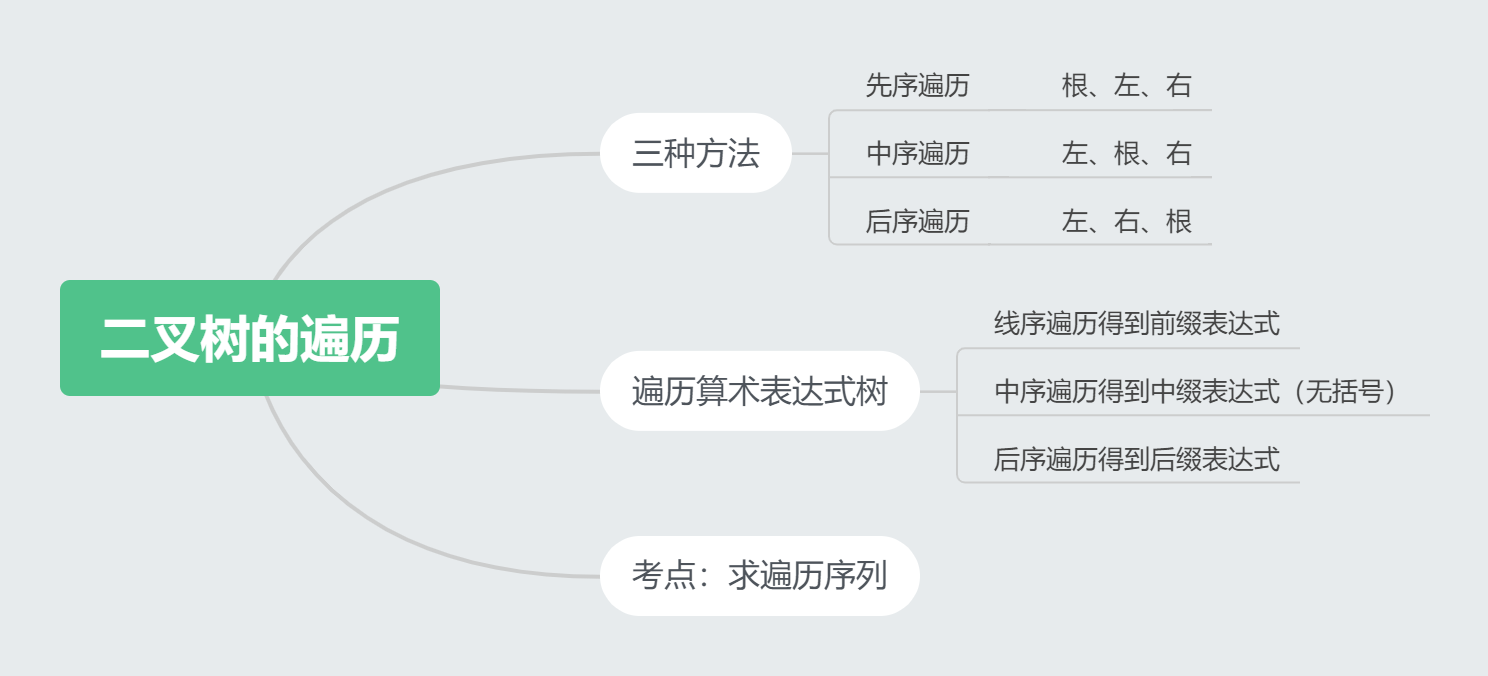 二叉树的遍历
三种方法
先序遍历 根、左、右
中序遍历 左、根、右
后序遍历 左、右、根
遍历算术表达式树
线序遍历得到前缀表达式
中序遍历得到中缀表达式（无括号）
后序遍历得到后缀表达式
考点：求遍历序列